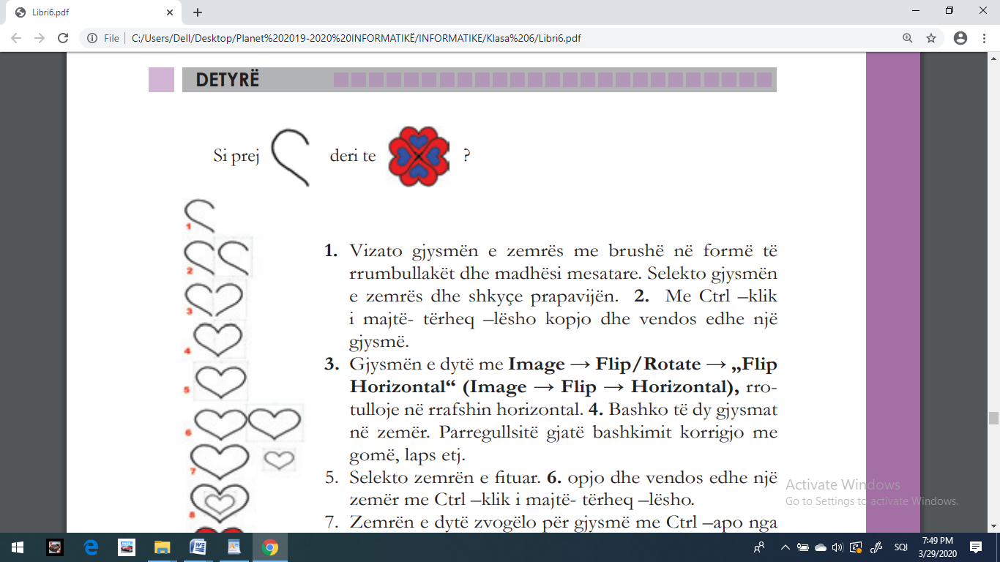 Libri6.pdf
File
C:/Users/Dell/Desktop/Planet%202019-2020%20INFORMATIKË/INFORMATIKE/Klasa%206/Libri6.pdf
DETYRË
Si prej deri te ?
1
2
3
4
5
6
7
8
1. Vizato gjysmën e zemrës me brushë në formë të
rrumbullakët dhe madhësi mesatare. Selekto gjysmën
e zemrës dhe shkyçe prapavijën. 2. Me Ctrl –klik
i majtë- tërheq –lësho kopjo dhe vendos edhe një
gjysmë.
3. Gjysmën e dytë me Image → Flip/Rotate → „Flip
Horizontal“ (Image → Flip → Horizontal), rro-
tulloje në rrafshin horizontal. 4. Bashko të dy gjysmat
në zemër. Parregullsitë gjatë bashkimit korrigjo me
gomë, laps etj.
5. Selekto zemrën e fituar. 6. opjo dhe vendos edhe një
zemër me Ctrl –klik i majtë- tërheq –lësho.
7. Zemrën e dytë zvogëlo për gjysmë me Ctrl –apo nga
Activate Windows
Go to Settings to activate Windows.
SQI
7:49 PM
3/29/2020